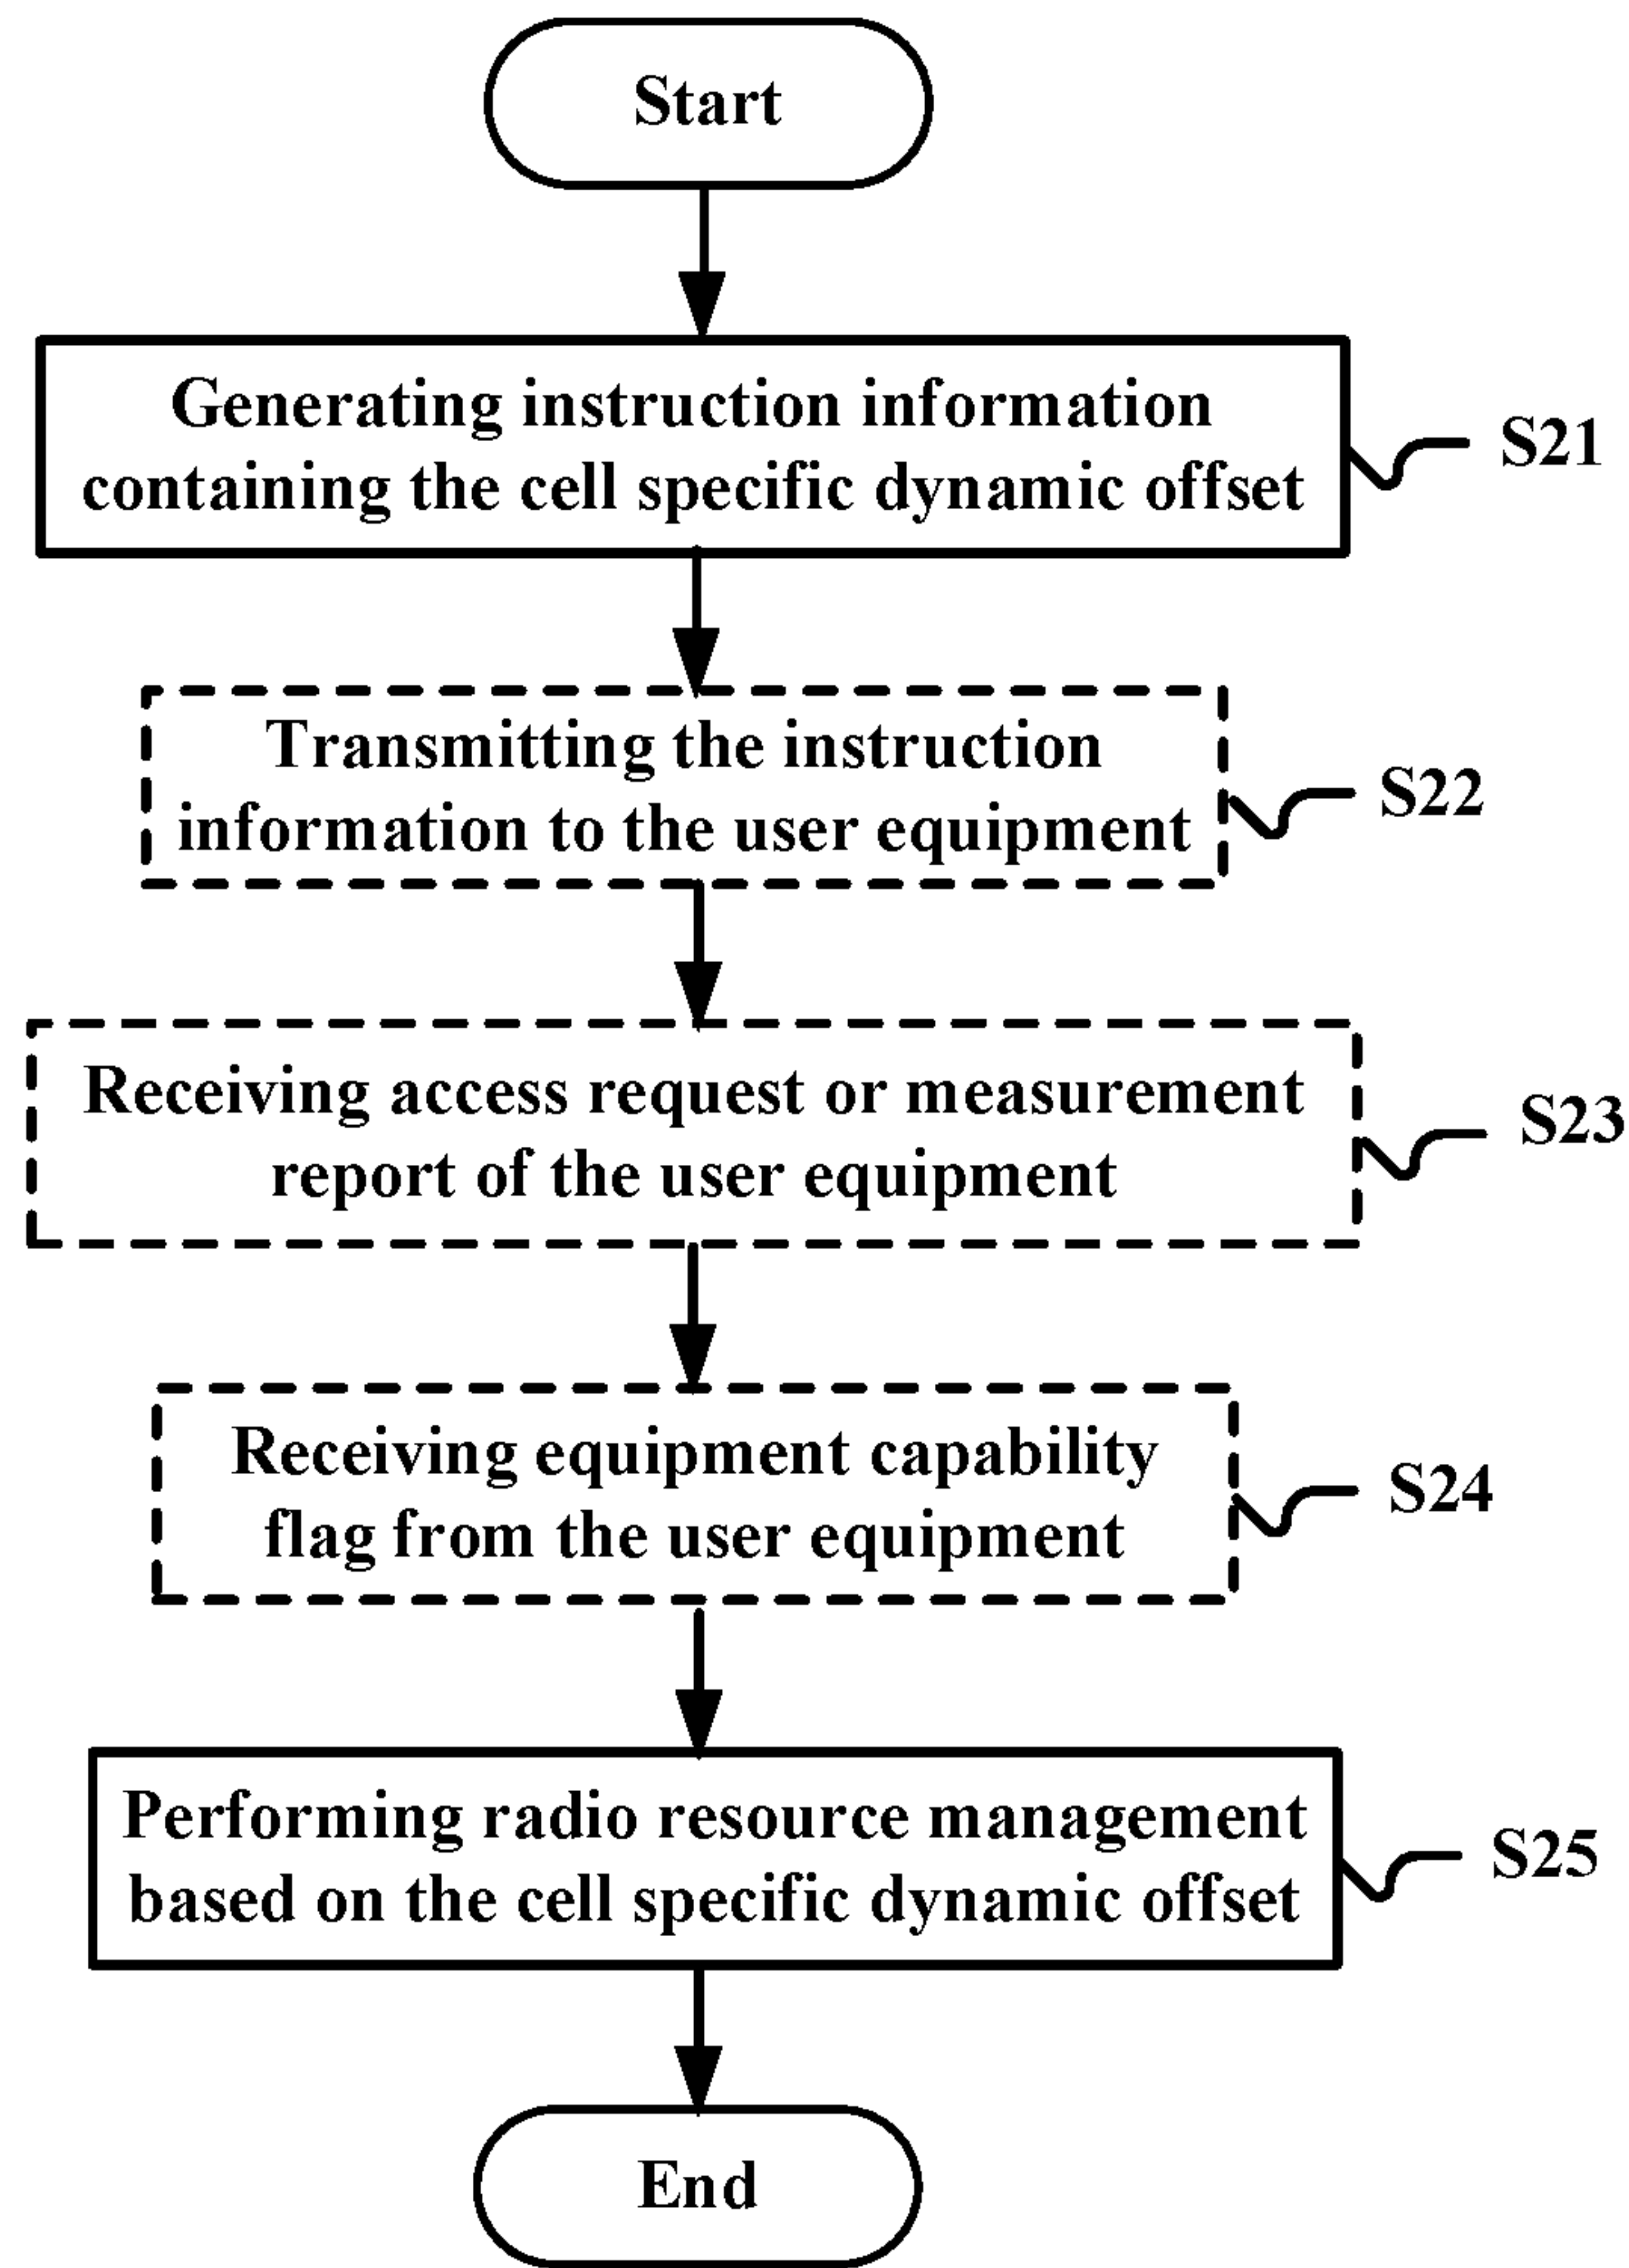 Start
Generating instruction information
containing the cell specific dynamic offset
S21
Transmitting the instruction
information to the user equipment
S22
Receiving access request or measurement
report of the user equipment
S23
Receiving equipment capability
flag from the user equipment
S24
Performing radio resource management
based on the cell specific dynamic offset
S25
End